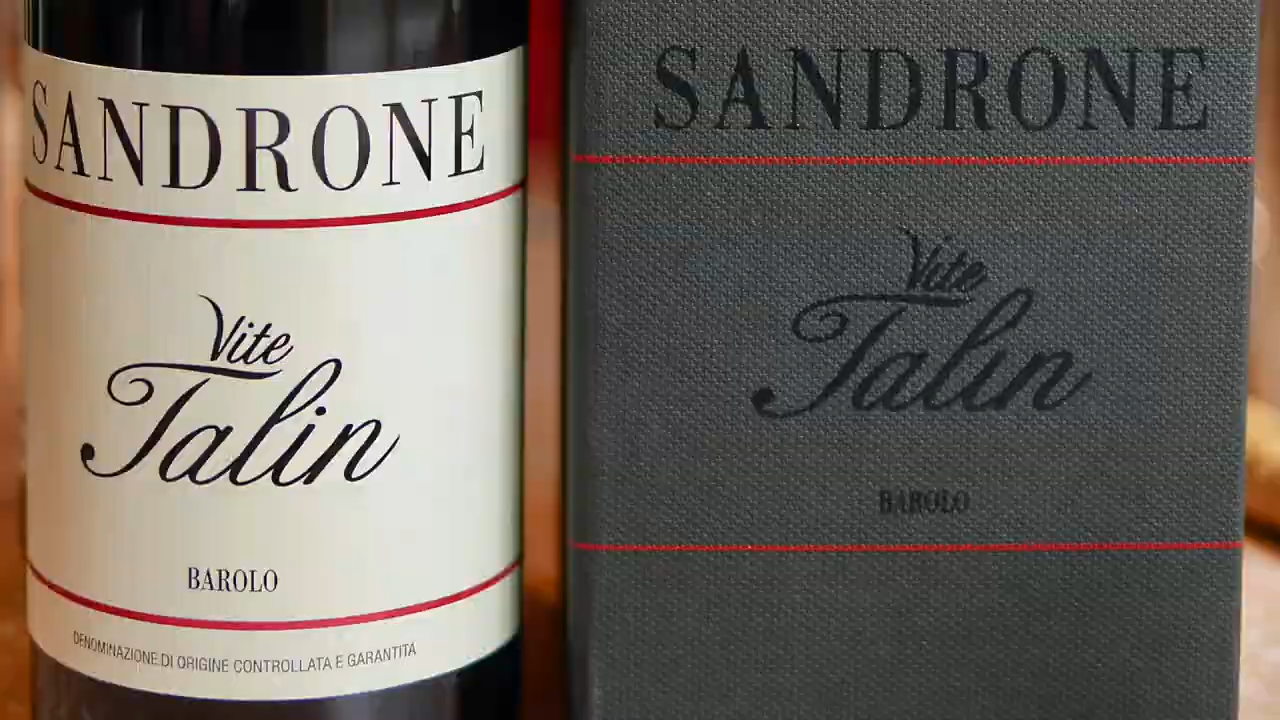 SANDRONE
Vite
Talin
BAROLO
DENOMINAZIONE DI ORIGINE CONTROLLATA E GARANTITA
SANDRONE
Vite
Talin
BAROLO